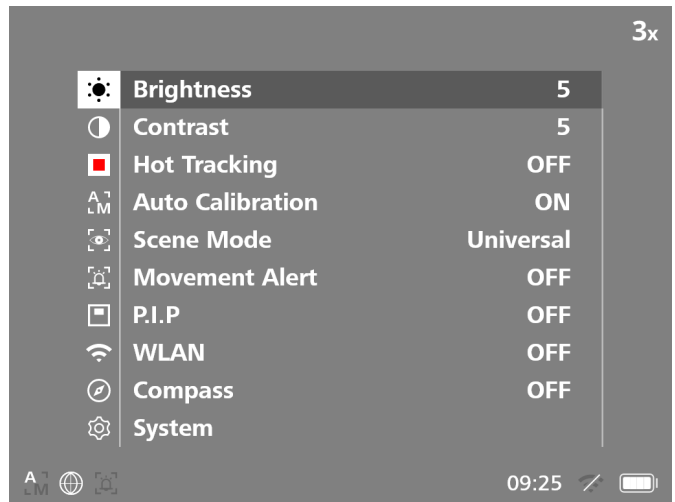 3x
Brightness 5
Contrast 5
Hot Tracking OFF
A M Auto Calibration ON
Scene Mode Universal
Movement Alert OFF
P.I.P OFF
WLAN OFF
Compass OFF
System
A M 09:25